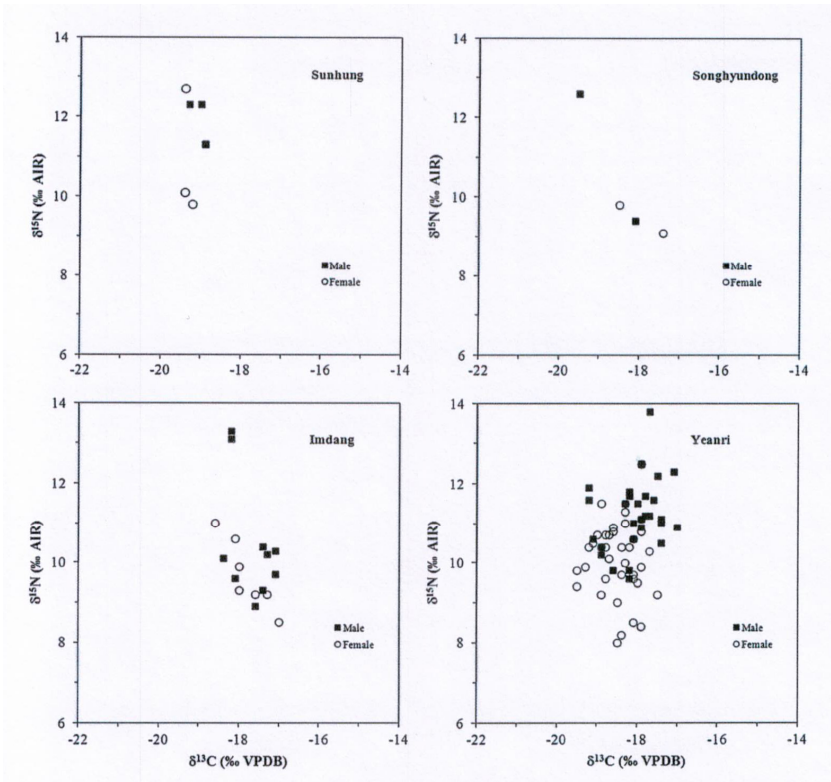 14
12
10
8
6
-22
-20
-18
-16
-14
δ¹⁵N (‰ AIR)
Sunhung
Male
Female
14
12
10
8
6
-22
-20
-18
-16
-14
δ¹⁵N (‰ AIR)
Songhyundong
Male
Female
14
12
10
8
6
-22
-20
-18
-16
-14
δ¹⁵N (‰ AIR)
δ¹³C (‰ VPDB)
Imdang
Male
Female
14
12
10
8
6
-22
-20
-18
-16
-14
δ¹⁵N (‰ AIR)
δ¹³C (‰ VPDB)
Yeanri
Male
Female